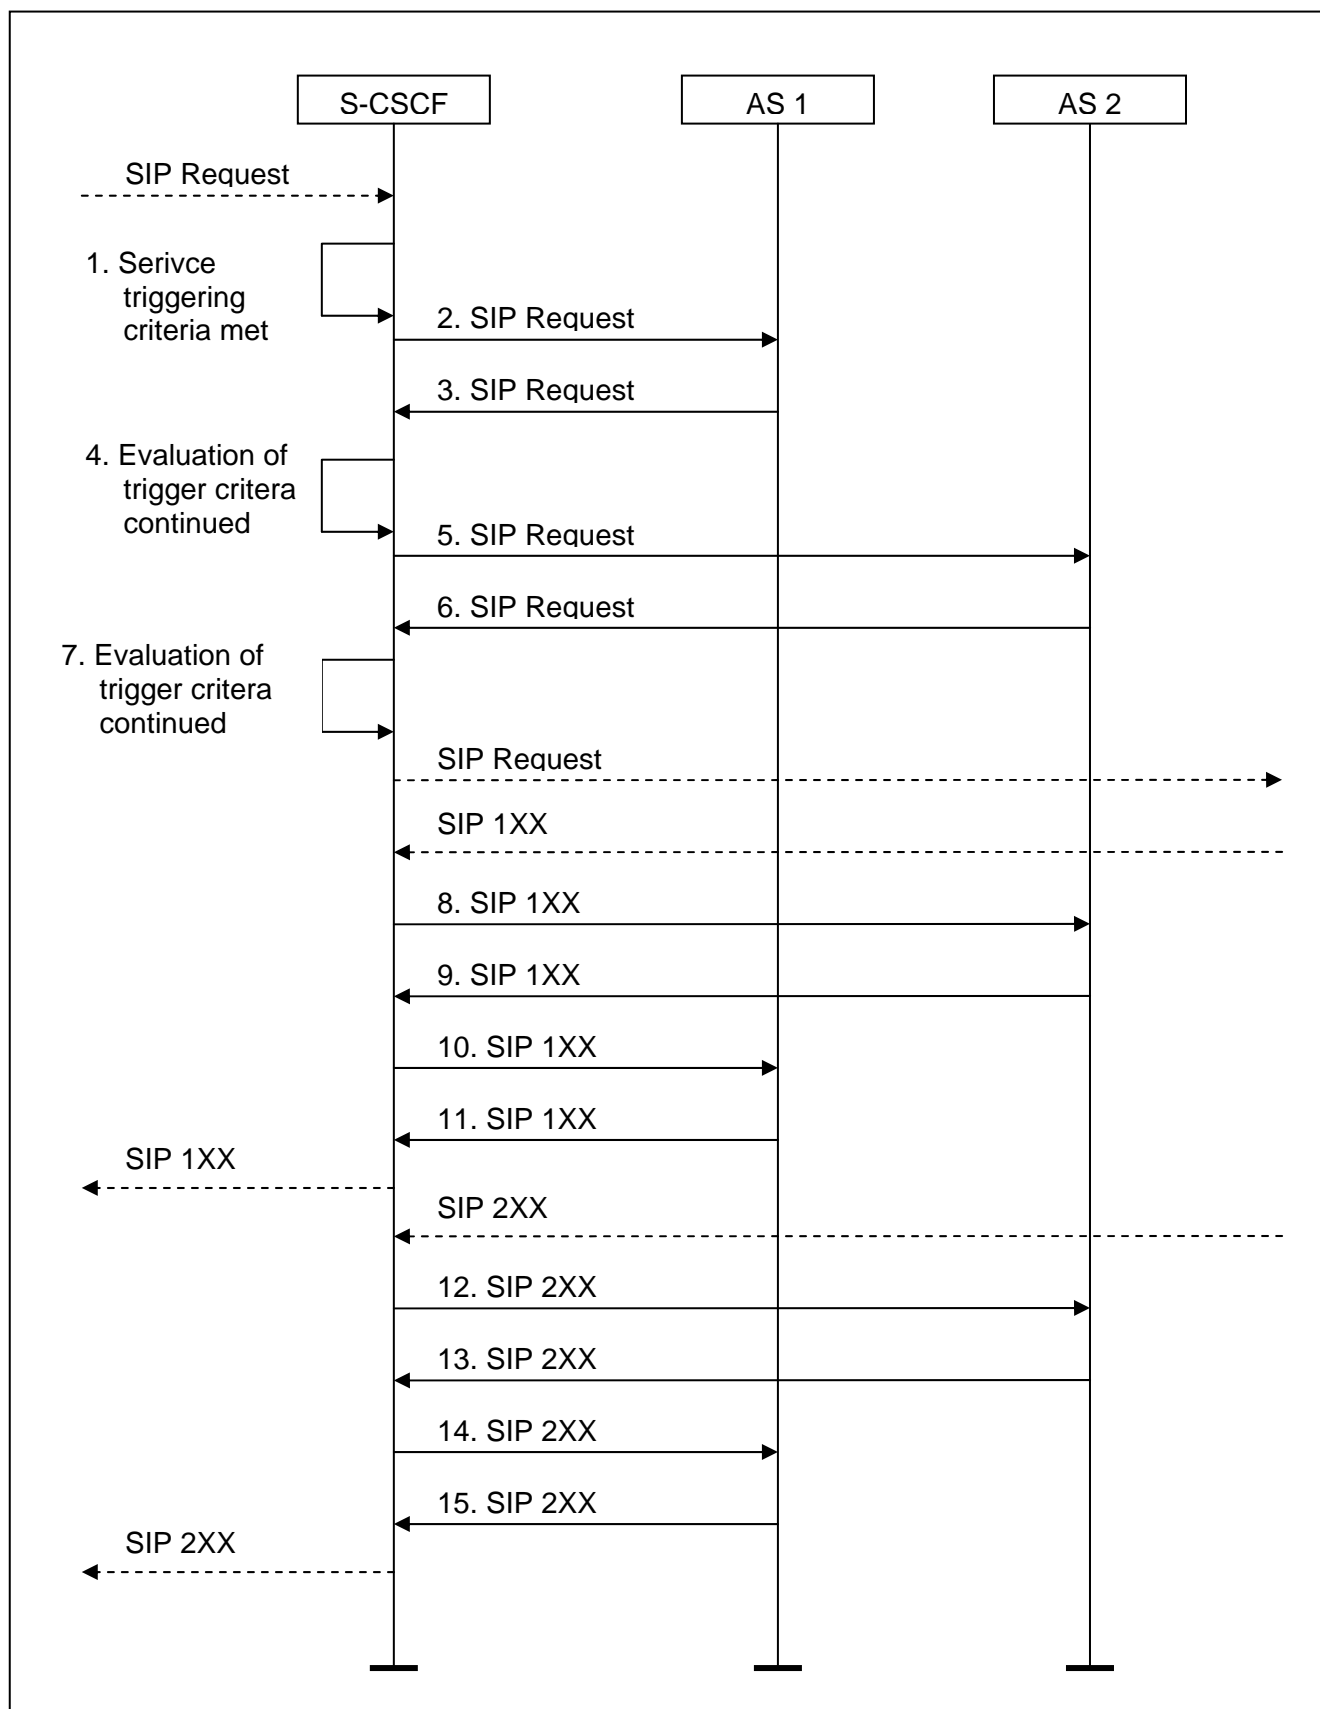 S-CSCF
AS 1
AS 2
SIP Request
1. Serivce
triggering
criteria met
2. SIP Request
3. SIP Request
4. Evaluation of
trigger critera
continued
5. SIP Request
6. SIP Request
7. Evaluation of
trigger critera
continued
SIP Request
SIP 1XX
8. SIP 1XX
9. SIP 1XX
10. SIP 1XX
11. SIP 1XX
SIP 1XX
SIP 2XX
12. SIP 2XX
13. SIP 2XX
14. SIP 2XX
15. SIP 2XX
SIP 2XX